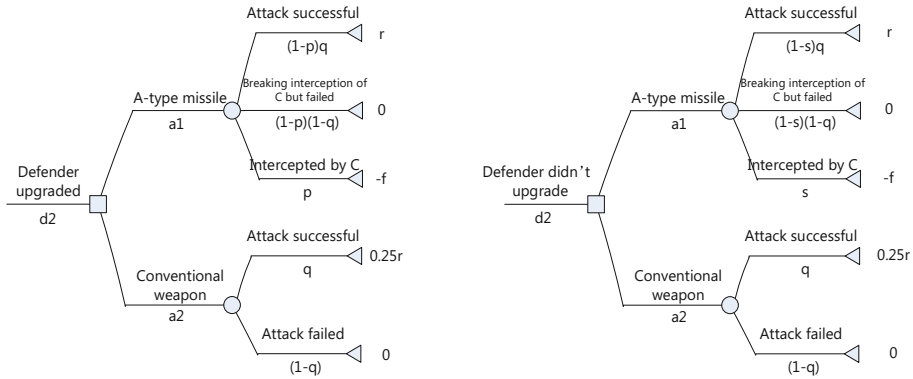 Attack successful
(1-p)q
r
Breaking interception of
C but failed
(1-p)(1-q)
0
A-type missile
a1
Intercepted by C
p
-f
Defender
upgraded
d2
Attack successful
q
0.25r
Conventional
weapon
a2
Attack failed
(1-q)
0
Attack successful
(1-s)q
r
Breaking interception of
C but failed
(1-s)(1-q)
0
A-type missile
a1
Intercepted by C
s
-f
Defender didn't
upgrade
d2
Attack successful
q
0.25r
Conventional
weapon
a2
Attack failed
(1-q)
0